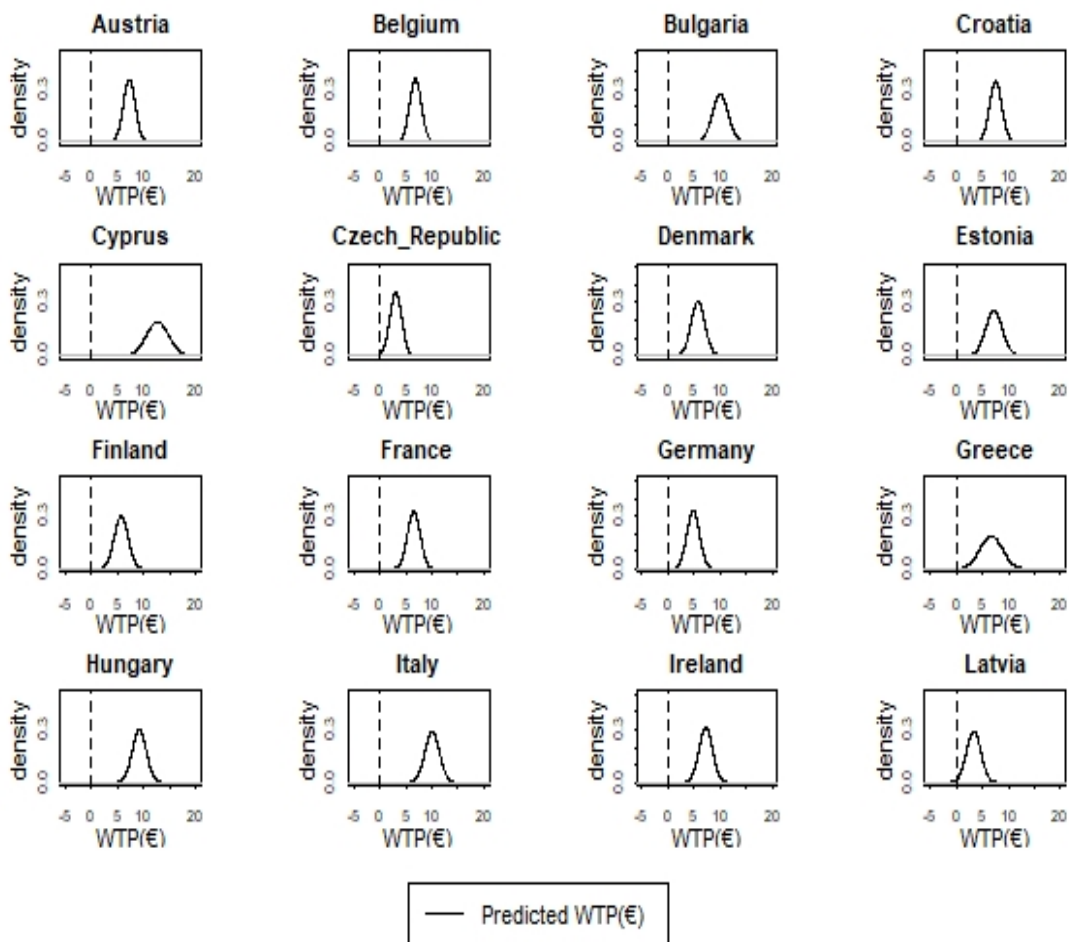 Austria Belgium Bulgaria Croatia
density 0.0 0.3 density 0.0 0.3 density 0.0 0.3 density 0.0 0.3
-5 0 5 10 20 -5 0 5 10 20 -5 0 5 10 20 -5 0 5 10 20
WTP(€) WTP(€) WTP(€) WTP(€)
Cyprus Czech_Republic Denmark Estonia
density 0.0 0.3 density 0.0 0.3 density 0.0 0.3 density 0.0 0.3
-5 0 5 10 20 -5 0 5 10 20 -5 0 5 10 20 -5 0 5 10 20
WTP(€) WTP(€) WTP(€) WTP(€)
Finland France Germany Greece
density 0.0 0.3 density 0.0 0.3 density 0.0 0.3 density 0.0 0.3
-5 0 5 10 20 -5 0 5 10 20 -5 0 5 10 20 -5 0 5 10 20
WTP(€) WTP(€) WTP(€) WTP(€)
Hungary Italy Ireland Latvia
density 0.0 0.3 density 0.0 0.3 density 0.0 0.3 density 0.0 0.3
-5 0 5 10 20 -5 0 5 10 20 -5 0 5 10 20 -5 0 5 10 20
WTP(€) WTP(€) WTP(€) WTP(€)
Predicted WTP(€)